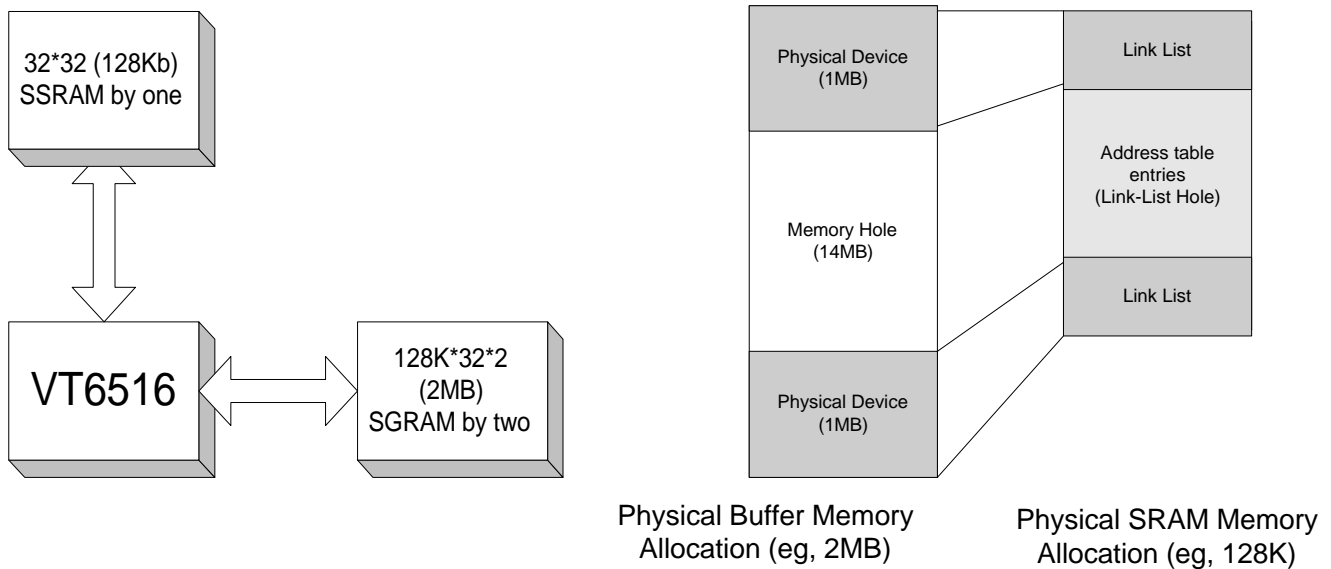 32*32 (128Kb)
SSRAM by one
VT6516
128K*32*2
(2MB)
SGRAM by two
Physical Device
(1MB)
Memory Hole
(14MB)
Physical Device
(1MB)
Physical Buffer Memory
Allocation (eg, 2MB)
Link List
Address table
entries
(Link-List Hole)
Link List
Physical SRAM Memory
Allocation (eg, 128K)